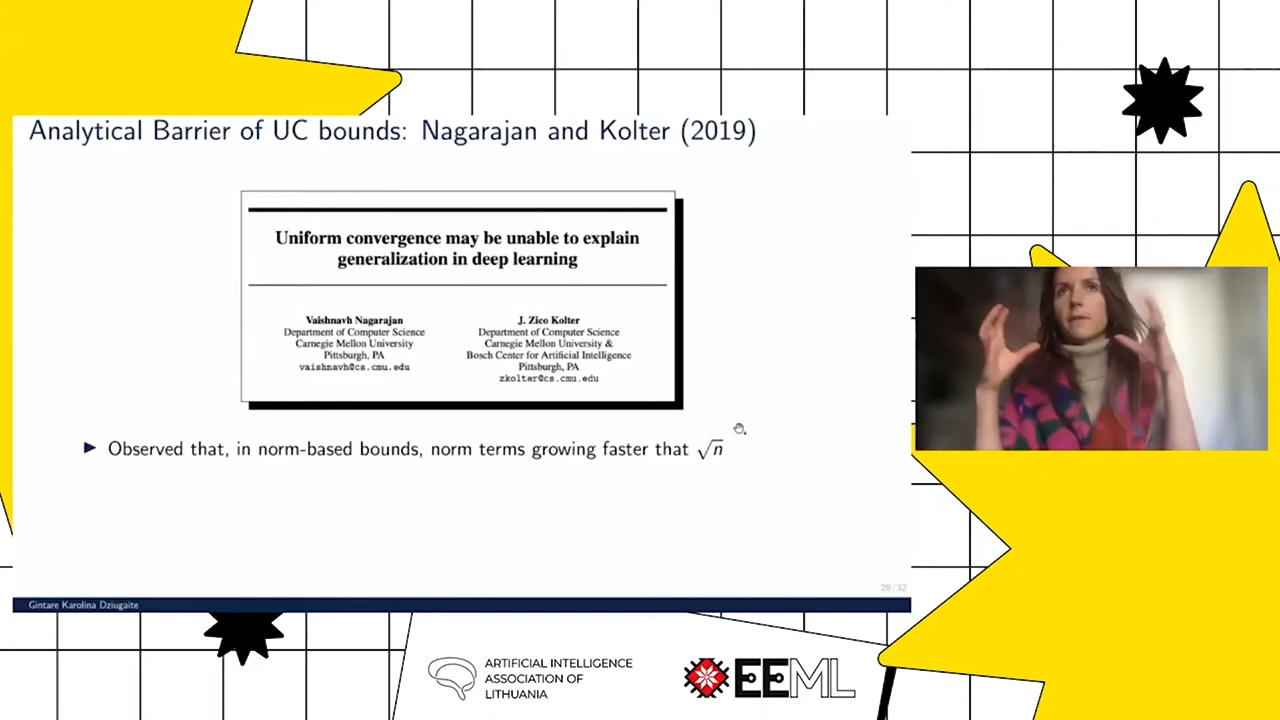 Analytical Barrier of UC bounds: Nagarajan and Kolter (2019)
Uniform convergence may be unable to explain
generalization in deep learning
Vaishnavh Nagarajan
Department of Computer Science
Carnegie Mellon University
Pittsburgh, PA
vaishnavh@cs.cmu.edu
J. Zico Kolter
Department of Computer Science
Carnegie Mellon University &
Bosch Center for Artificial Intelligence
Pittsburgh, PA
zkolter@cs.cmu.edu
▶ Observed that, in norm-based bounds, norm terms growing faster that √n
28/32
Gintare Karolina Dziugaite
ARTIFICIAL INTELLIGENCE
ASSOCIATION OF
LITHUANIA
EEML